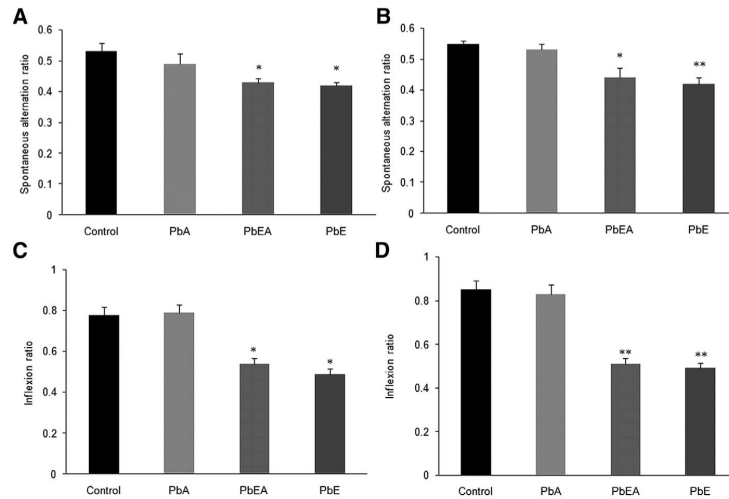 A
Spontaneous alternation ratio
0.6
0.5
0.4
0.3
0.2
0.1
0
*
*
Control PbA PbEA PbE
B
Spontaneous alternation ratio
0.6
0.5
0.4
0.3
0.2
0.1
0
*
**
Control PbA PbEA PbE
C
Inflexion ratio
1
0.8
0.6
0.4
0.2
0
*
*
Control PbA PbEA PbE
D
Inflexion ratio
1
0.8
0.6
0.4
0.2
0
**
**
Control PbA PbEA PbE